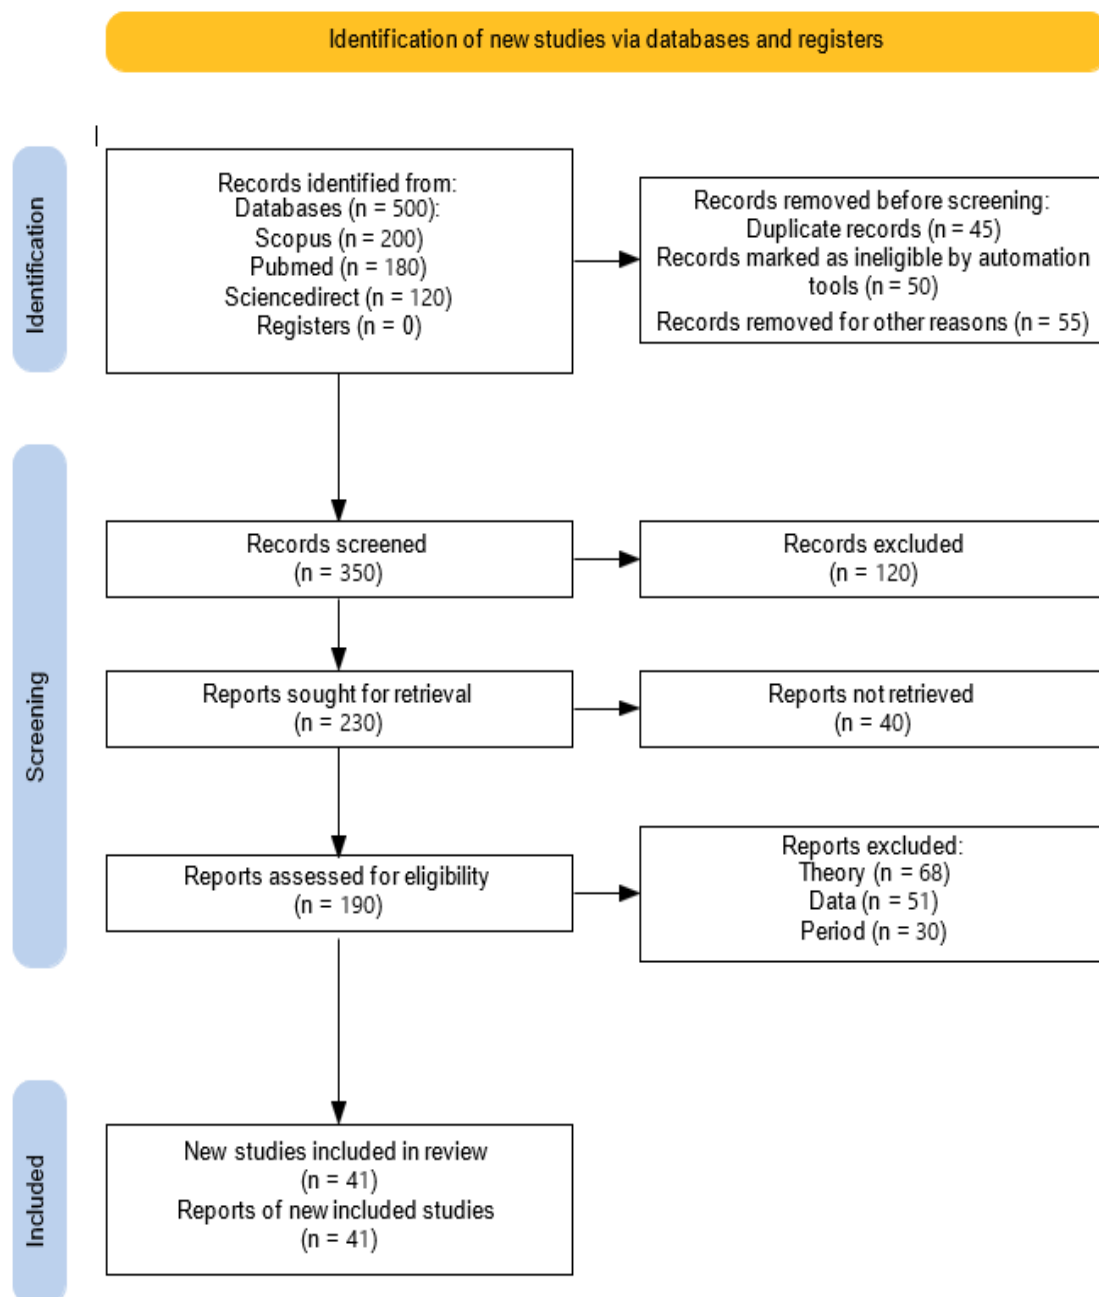 Identification of new studies via databases and registers
Identification
Records identified from:
Databases (n = 500):
Scopus (n = 200)
Pubmed (n = 180)
Sciencedirect (n = 120)
Registers (n = 0)
Records removed before screening:
Duplicate records (n = 45)
Records marked as ineligible by automation
tools (n = 50)
Records removed for other reasons (n = 55)
Screening
Records screened
(n = 350)
Records excluded
(n = 120)
Reports sought for retrieval
(n = 230)
Reports not retrieved
(n = 40)
Reports assessed for eligibility
(n = 190)
Reports excluded:
Theory (n = 68)
Data (n = 51)
Period (n = 30)
Included
New studies included in review
(n = 41)
Reports of new included studies
(n = 41)